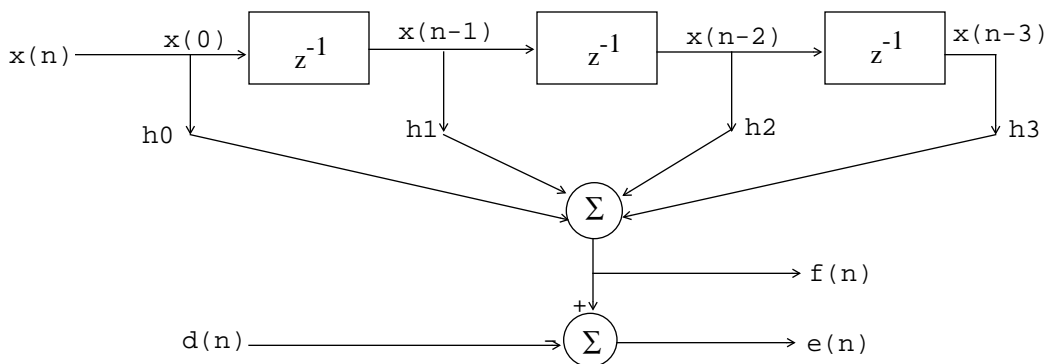 x(n)
x(0)
z-1
x(n-1)
z-1
x(n-2)
z-1
x(n-3)
h0
h1
h2
h3
Σ
f(n)
+
d(n)
-
Σ
e(n)